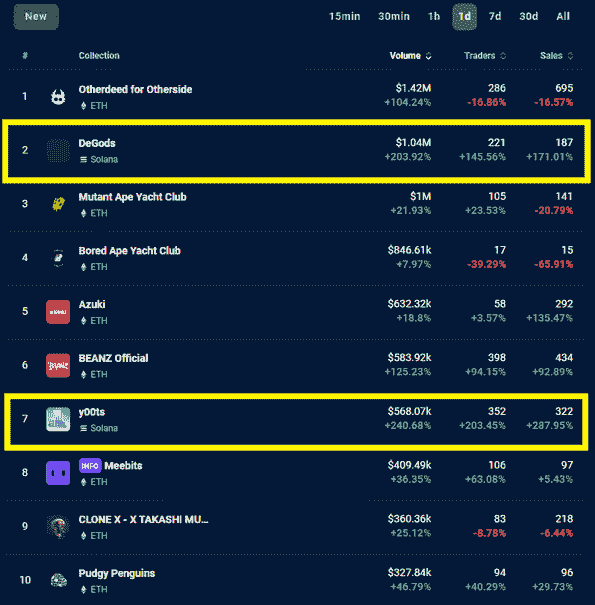 New 15min 30min 1h 1d 7d 30d All
# Collection Volume Traders Sales
1 Otherdeed for Otherside $1.42M 286 695
ETH +104.24% -16.86% -16.57%
2 DeGods $1.04M 221 187
Solana +203.92% +145.56% +171.01%
3 Mutant Ape Yacht Club $1M 105 141
ETH +21.93% +23.53% -20.79%
4 Bored Ape Yacht Club $846.61k 17 15
ETH +7.97% -39.29% -65.91%
5 Azuki $632.32k 58 292
ETH +18.8% +3.57% +135.47%
6 BEANZ Official $583.92k 398 434
ETH +125.23% +94.15% +92.89%
7 y00ts $568.07k 352 322
Solana +240.68% +203.45% +287.95%
8 INFO Meebits $409.49k 106 97
ETH +36.35% +63.08% +5.43%
9 CLONE X - X TAKASHI MU... $360.36k 83 218
ETH +25.12% -8.78% -6.44%
10 Pudgy Penguins $327.84k 94 96
ETH +46.79% +40.29% +29.73%